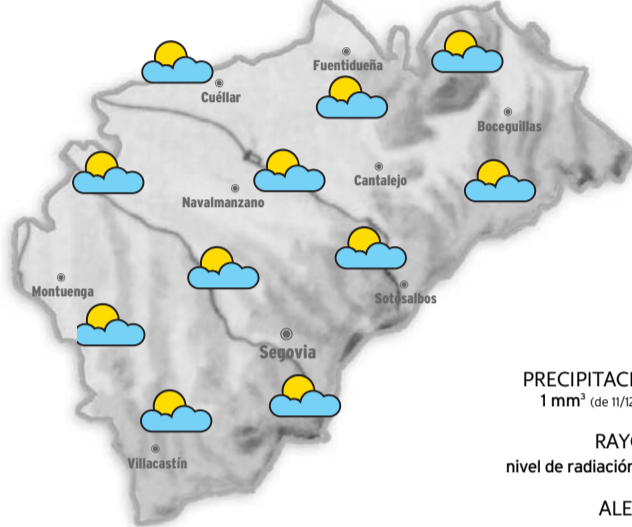 Fuentidueña
Cuéllar
Boceguillas
Cantalejo
Navalmanzano
Montuenga
Sotosalbos
Segovia
Villacastín
PRECIPITACI
1 mm³ (de 11/12
RAYO
nivel de radiación
ALE